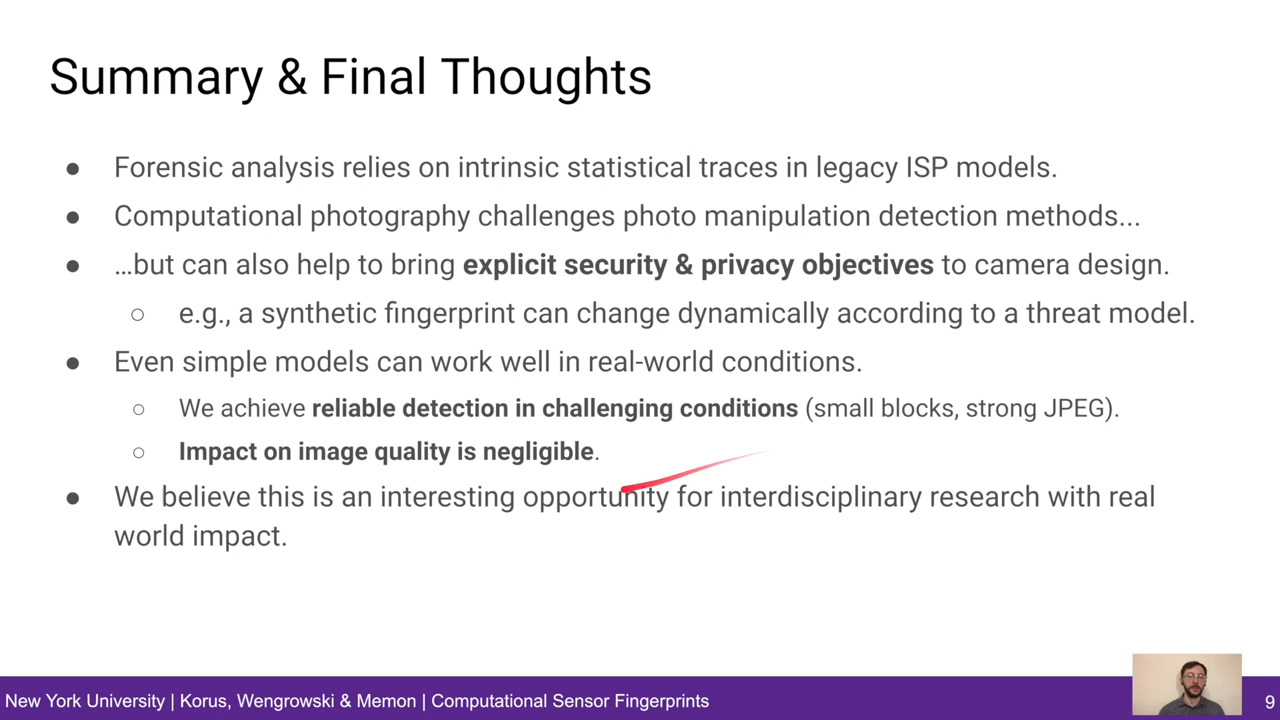 Summary & Final Thoughts
● Forensic analysis relies on intrinsic statistical traces in legacy ISP models.
● Computational photography challenges photo manipulation detection methods...
● …but can also help to bring explicit security & privacy objectives to camera design.
○ e.g., a synthetic fingerprint can change dynamically according to a threat model.
● Even simple models can work well in real-world conditions.
○ We achieve reliable detection in challenging conditions (small blocks, strong JPEG).
○ Impact on image quality is negligible.
● We believe this is an interesting opportunity for interdisciplinary research with real
world impact.
New York University | Korus, Wengrowski & Memon | Computational Sensor Fingerprints
9